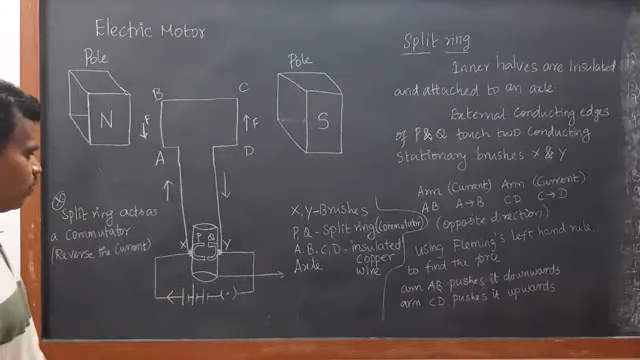 Electric Motor
Pole
N
Pole
S
B
C
A
D
F
F
Split ring acts as
a commutator
(Reverse the current)
P Q
X
Y
X, Y - Brushes
P, Q - Split ring (commutator)
A, B, C, D - insulated
copper
wire
Axle
Split ring
Inner halves are Insulated
and attached to an axle.
External conducting edges
of P & Q touch two conducting
stationary brushes X & Y
Arm (Current) Arm (Current)
AB A→B CD C→D
(opposite direction)
Using Fleming's left hand rule.
to find the force
arm AB pushes it downwards
arm CD pushes it upwards